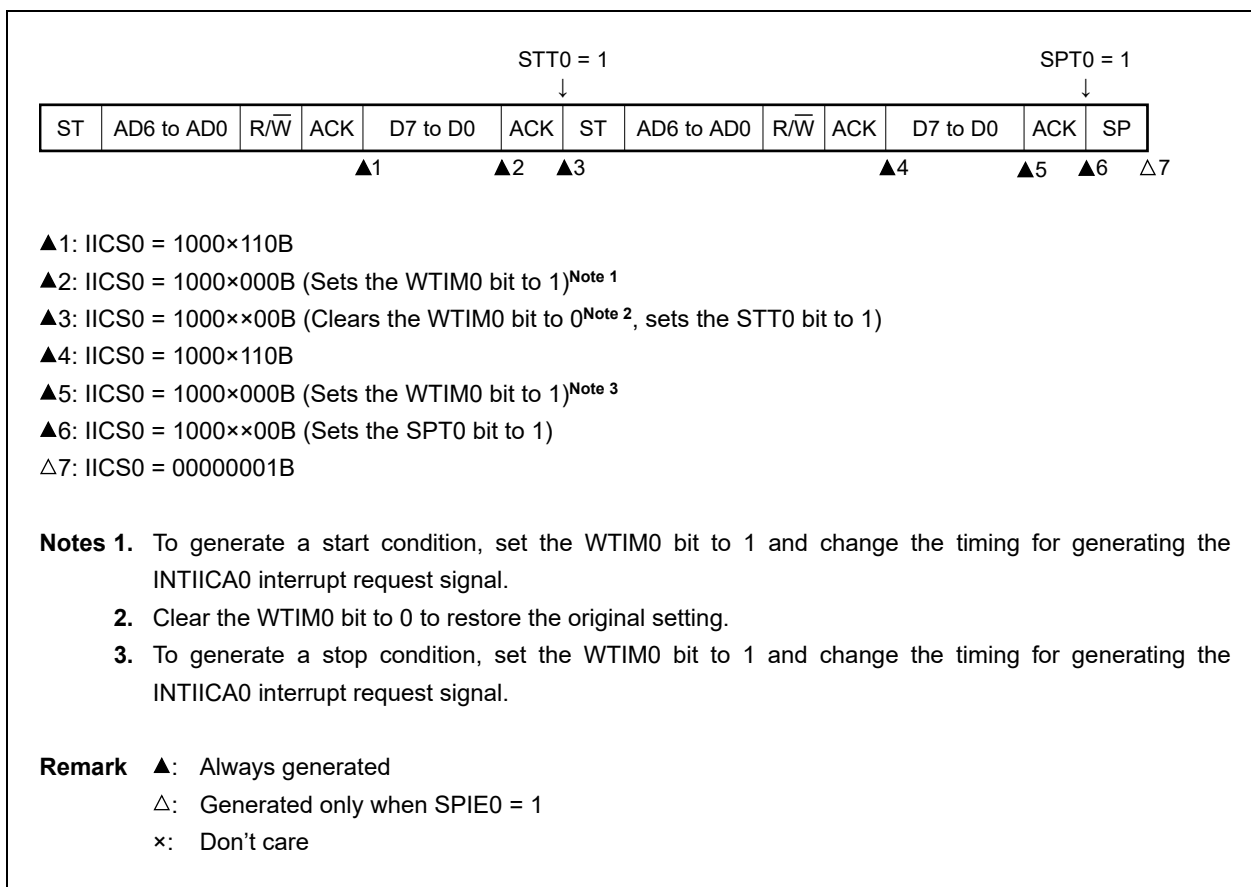 STT0 = 1 SPT0 = 1
↓ ↓
ST AD6 to AD0 R/W̅ ACK D7 to D0 ACK ST AD6 to AD0 R/W̅ ACK D7 to D0 ACK SP
▲1 ▲2 ▲3 ▲4 ▲5 ▲6 △7
▲1: IICS0 = 1000×110B
▲2: IICS0 = 1000×000B (Sets the WTIM0 bit to 1)Note 1
▲3: IICS0 = 1000××00B (Clears the WTIM0 bit to 0Note 2, sets the STT0 bit to 1)
▲4: IICS0 = 1000×110B
▲5: IICS0 = 1000×000B (Sets the WTIM0 bit to 1)Note 3
▲6: IICS0 = 1000××00B (Sets the SPT0 bit to 1)
△7: IICS0 = 00000001B
Notes 1. To generate a start condition, set the WTIM0 bit to 1 and change the timing for generating the
INTIICA0 interrupt request signal.
2. Clear the WTIM0 bit to 0 to restore the original setting.
3. To generate a stop condition, set the WTIM0 bit to 1 and change the timing for generating the
INTIICA0 interrupt request signal.
Remark ▲: Always generated
△: Generated only when SPIE0 = 1
×: Don’t care